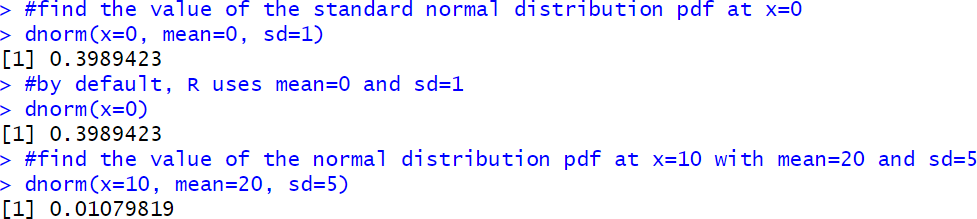 > #find the value of the standard normal distribution pdf at x=0
> dnorm(x=0, mean=0, sd=1)
[1] 0.3989423
> #by default, R uses mean=0 and sd=1
> dnorm(x=0)
[1] 0.3989423
> #find the value of the normal distribution pdf at x=10 with mean=20 and sd=5
> dnorm(x=10, mean=20, sd=5)
[1] 0.01079819